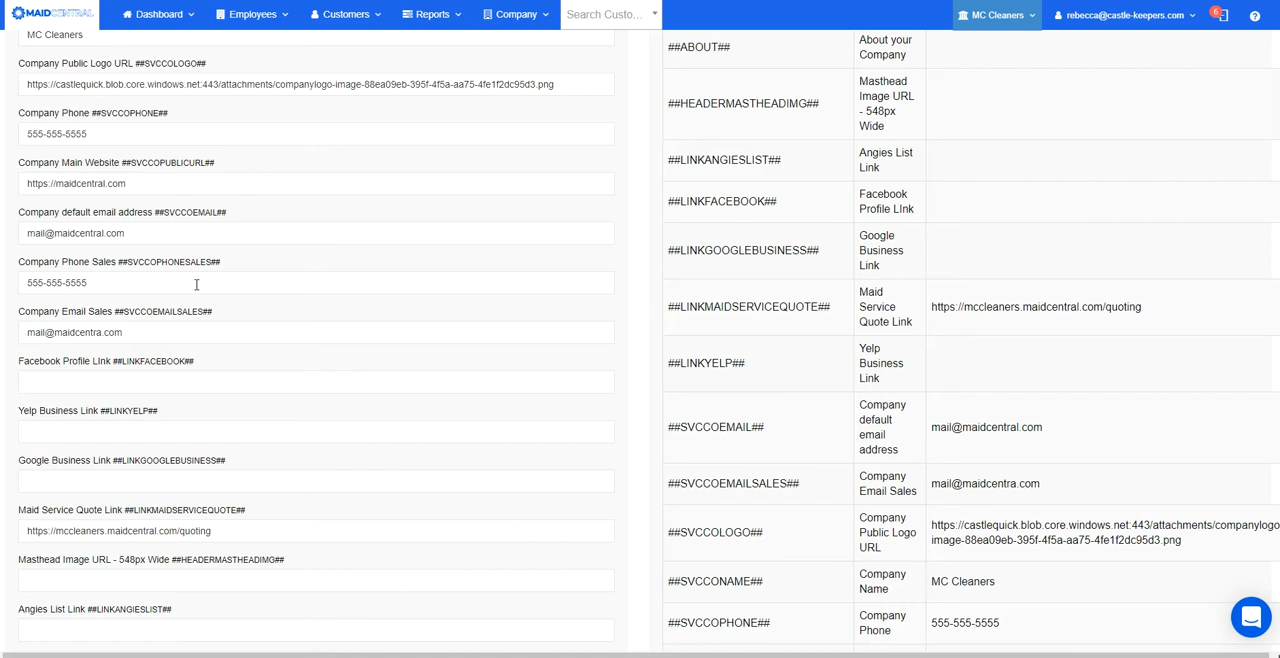 MAIDCENTRAL
Dashboard
Employees
Customers
Reports
Company
Search Custo...
MC Cleaners
rebecca@castle-keepers.com
6
MC Cleaners
Company Public Logo URL ##SVCCOLOGO##
https://castlequick.blob.core.windows.net:443/attachments/companylogo-image-88ea09eb-395f-4f5a-aa75-4fe1f2dc95d3.png
Company Phone ##SVCCOPHONE##
555-555-5555
Company Main Website ##SVCCOPUBLICURL##
https://maidcentral.com
Company default email address ##SVCCOEMAIL##
mail@maidcentral.com
Company Phone Sales ##SVCCOPHONESALES##
555-555-5555
Company Email Sales ##SVCCOEMAILSALES##
mail@maidcentra.com
Facebook Profile LInk ##LINKFACEBOOK##
Yelp Business Link ##LINKYELP##
Google Business Link ##LINKGOOGLEBUSINESS##
Maid Service Quote Link ##LINKMAIDSERVICEQUOTE##
https://mccleaners.maidcentral.com/quoting
Masthead Image URL - 548px Wide ##HEADERMASTHEADIMG##
Angies List Link ##LINKANGIESLIST##
##ABOUT##
About your
Company
##HEADERMASTHEADIMG##
Masthead
Image URL
- 548px
Wide
##LINKANGIESLIST##
Angies List
Link
##LINKFACEBOOK##
Facebook
Profile LInk
##LINKGOOGLEBUSINESS##
Google
Business
Link
##LINKMAIDSERVICEQUOTE##
Maid
Service
Quote Link
https://mccleaners.maidcentral.com/quoting
##LINKYELP##
Yelp
Business
Link
##SVCCOEMAIL##
Company
default
email
address
mail@maidcentral.com
##SVCCOEMAILSALES##
Company
Email Sales
mail@maidcentra.com
##SVCCOLOGO##
Company
Public Logo
URL
https://castlequick.blob.core.windows.net:443/attachments/companylogo
image-88ea09eb-395f-4f5a-aa75-4fe1f2dc95d3.png
##SVCCONAME##
Company
Name
MC Cleaners
##SVCCOPHONE##
Company
Phone
555-555-5555